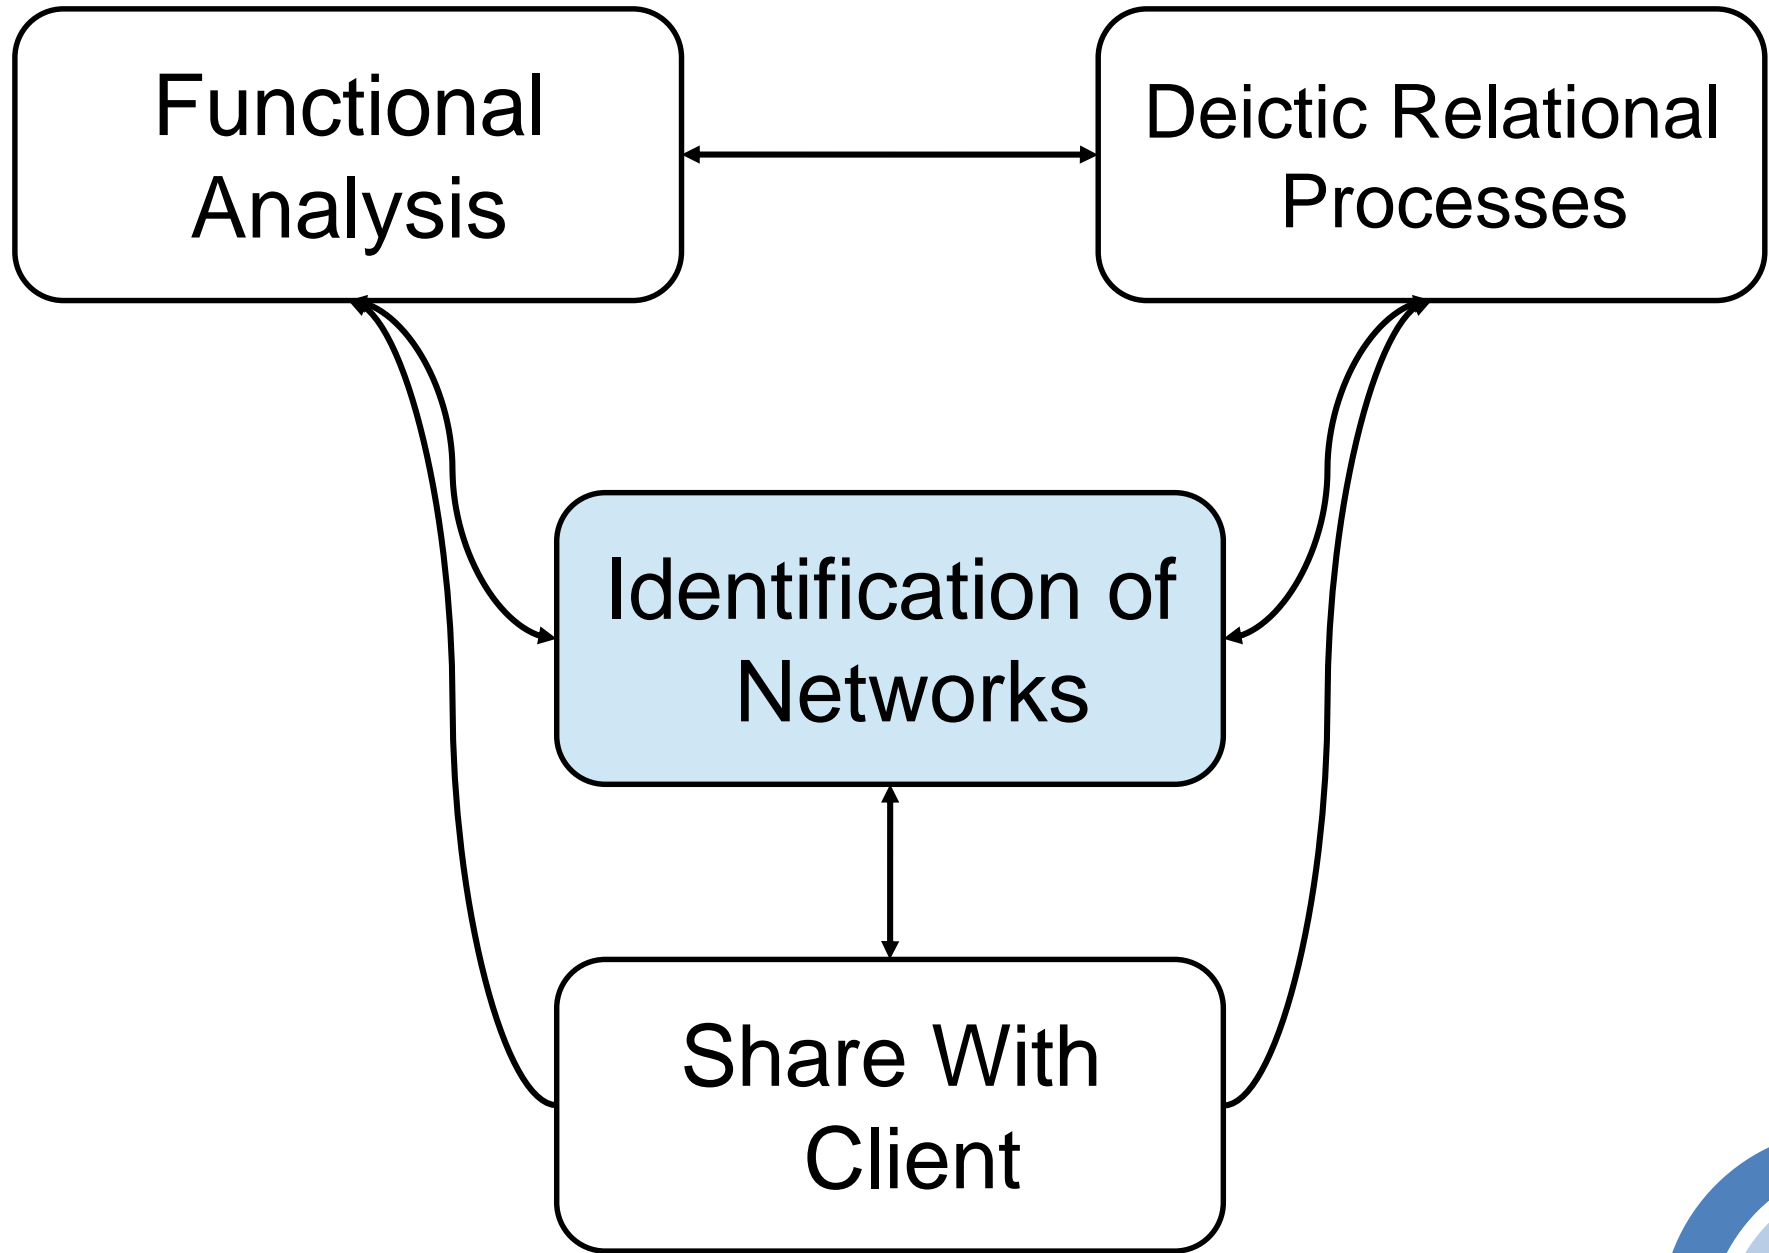 Functional
Analysis
Deictic Relational
Processes
Identification of
Networks
Share With
Client